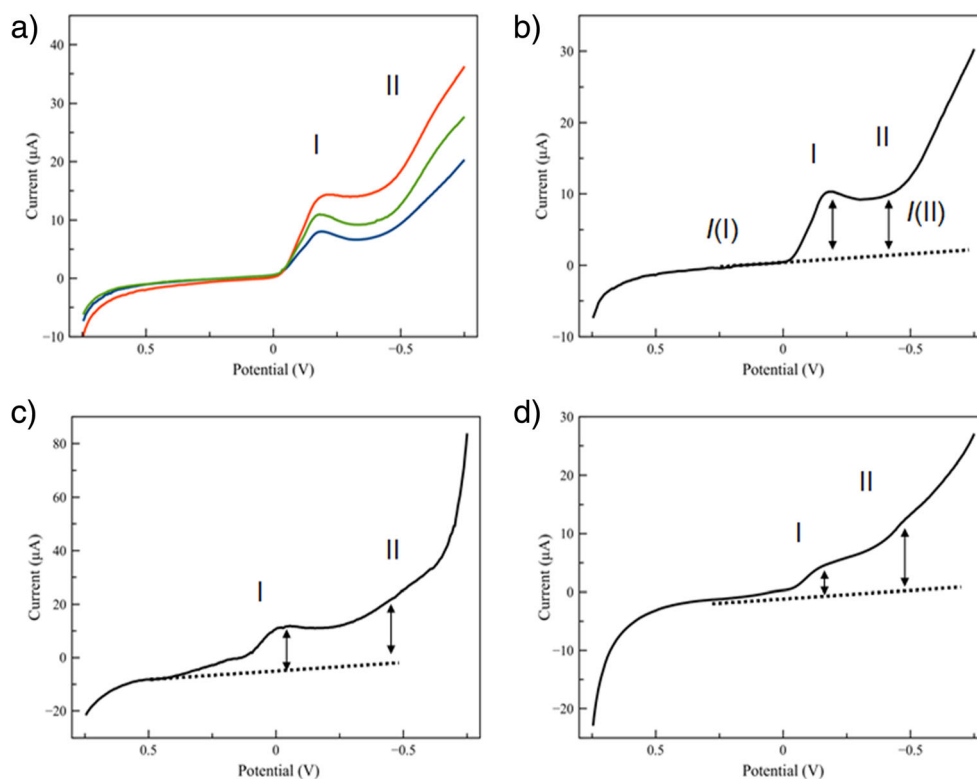 a)
40
30
20
10
0
−10
Current (μA)
I
II
0.5
0
−0.5
Potential (V)
b)
30
20
10
0
−10
Current (μA)
I
II
I(I)
I(II)
0.5
0
−0.5
Potential (V)
c)
80
60
40
20
0
−20
Current (μA)
I
II
0.5
0
−0.5
Potential (V)
d)
30
20
10
0
−10
−20
Current (μA)
I
II
0.5
0
−0.5
Potential (V)